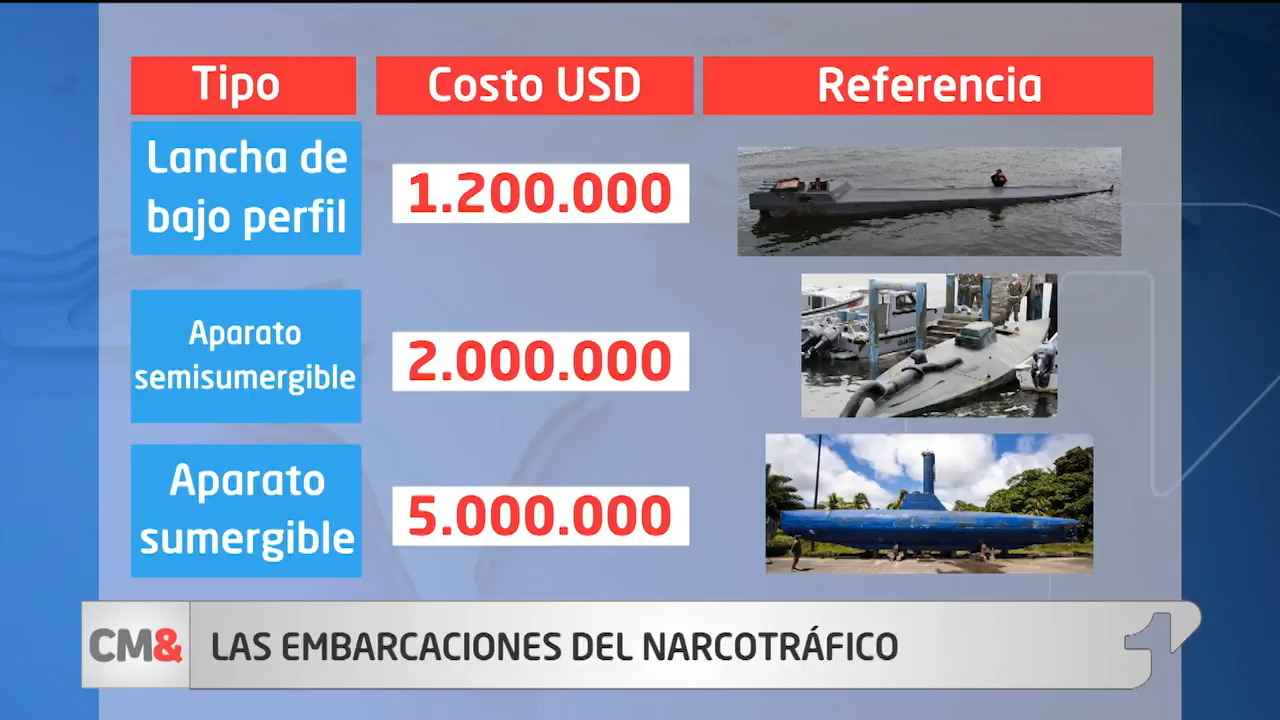 Tipo
Costo USD
Referencia
Lancha de
bajo perfil
1.200.000
Aparato
semisumergible
2.000.000
Aparato
sumergible
5.000.000
CM&
LAS EMBARCACIONES DEL NARCOTRÁFICO
1